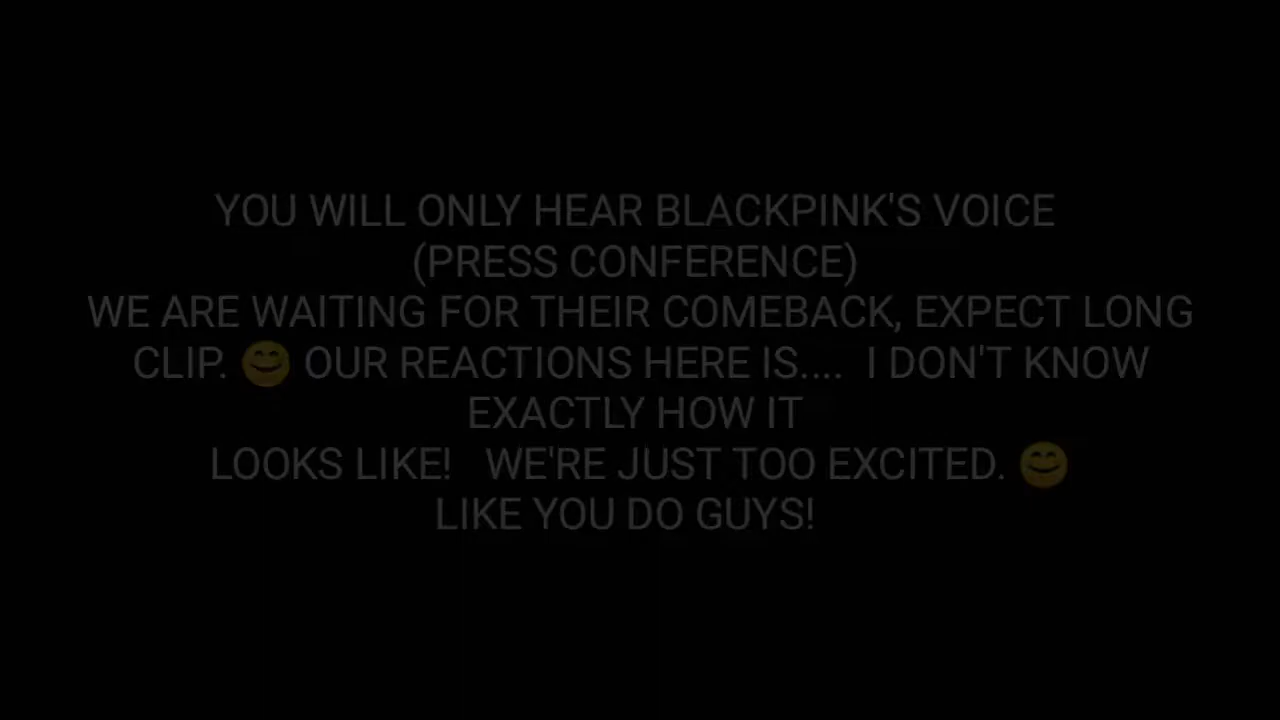 YOU WILL ONLY HEAR BLACKPINK'S VOICE
(PRESS CONFERENCE)
WE ARE WAITING FOR THEIR COMEBACK, EXPECT LONG
CLIP. 😊 OUR REACTIONS HERE IS.... I DON'T KNOW
EXACTLY HOW IT
LOOKS LIKE! WE'RE JUST TOO EXCITED. 😊
LIKE YOU DO GUYS!